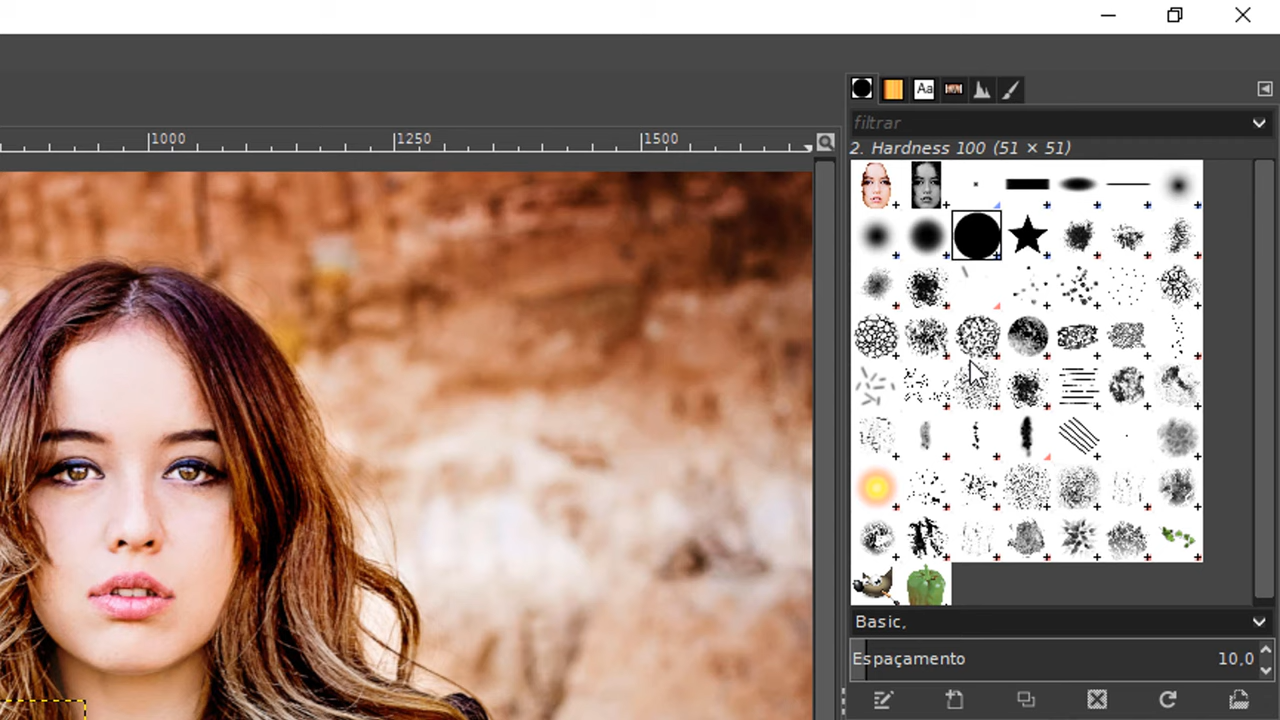 Aa
filtrar
1000 1250 1500
2. Hardness 100 (51 × 51)
Basic,
Espaçamento 10,0